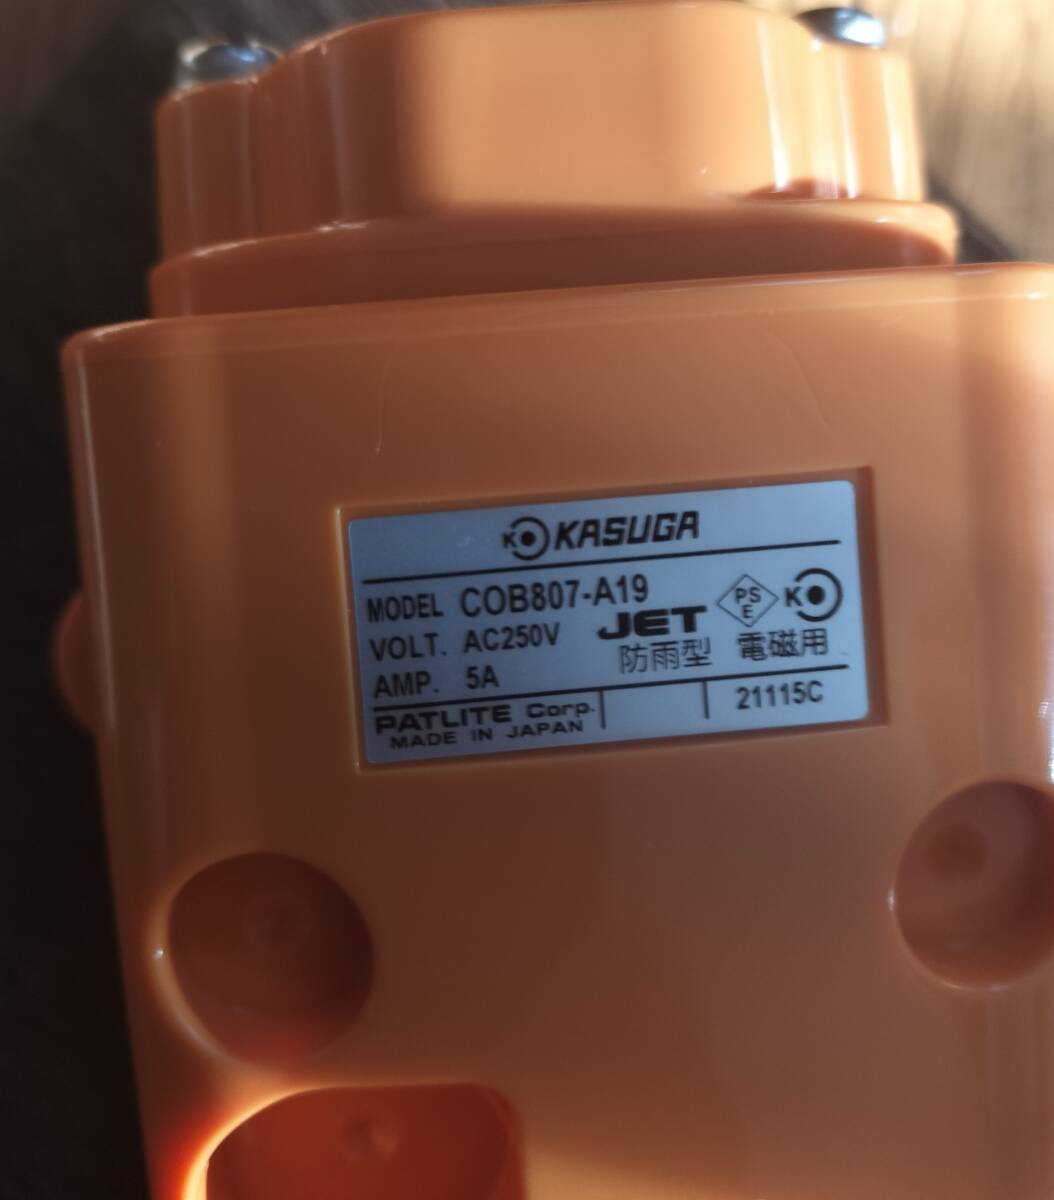 K KASUGA
MODEL COB807-A19
VOLT. AC250V JET PS E K
AMP. 5A 防雨型 電磁用
PATLITE Corp. 21115C
MADE IN JAPAN